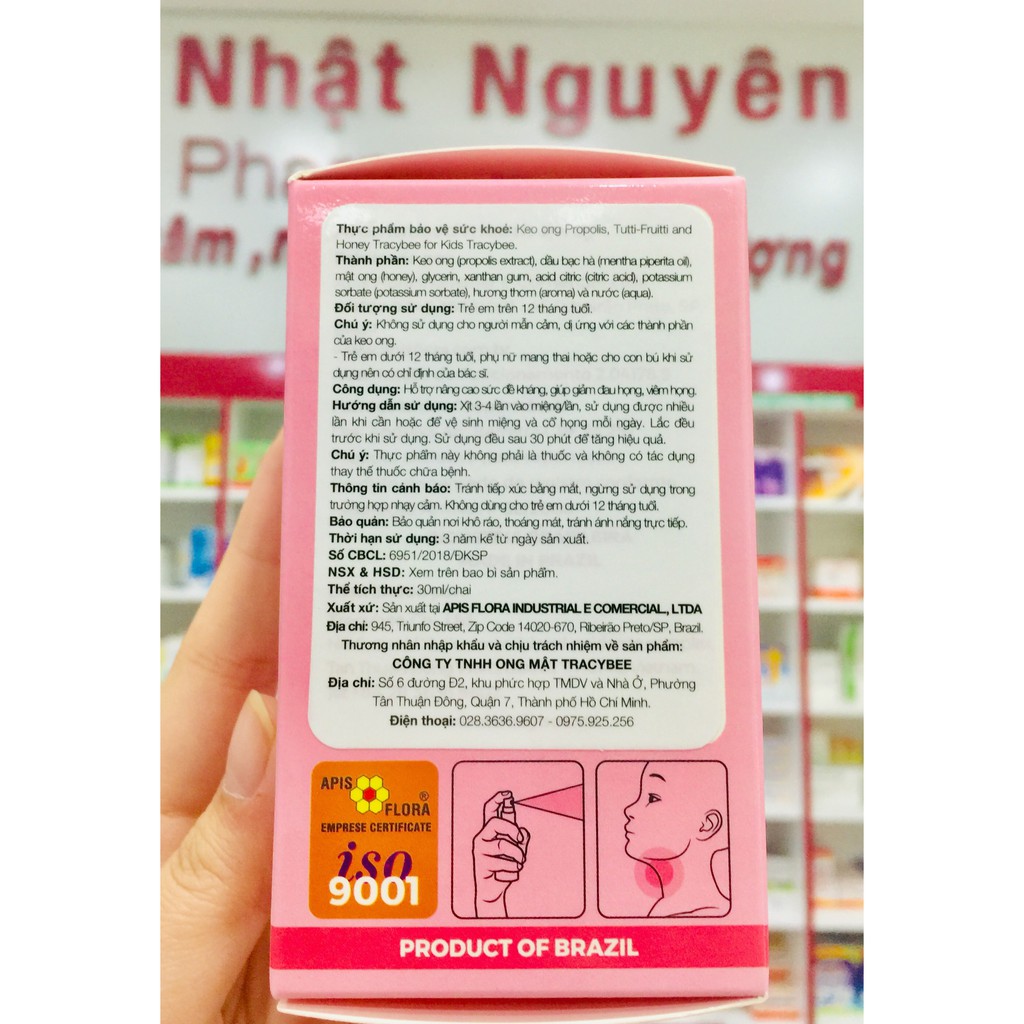 Nhật Nguyên
Thực phẩm bảo vệ sức khoẻ: Keo ong Propolis, Tutti-Fruitti and
Honey Tracybee for Kids Tracybee.
Thành phần: Keo ong (propolis extract), dầu bạc hà (mentha piperita oil),
mật ong (honey), glycerin, xanthan gum, acid citric (citric acid), potassium
sorbate (potassium sorbate), hương thơm (aroma) và nước (aqua).
Đối tượng sử dụng: Trẻ em trên 12 tháng tuổi.
Chú ý: Không sử dụng cho người mẫn cảm, dị ứng với các thành phần
của keo ong.
- Trẻ em dưới 12 tháng tuổi, phụ nữ mang thai hoặc cho con bú khi sử
dụng nên có chỉ định của bác sĩ.
Công dụng: Hỗ trợ nâng cao sức đề kháng, giúp giảm đau họng, viêm họng.
Hướng dẫn sử dụng: Xịt 3-4 lần vào miệng/lần, sử dụng được nhiều
lần khi cần hoặc để vệ sinh miệng và cổ họng mỗi ngày. Lắc đều
trước khi sử dụng. Sử dụng đều sau 30 phút để tăng hiệu quả.
Chú ý: Thực phẩm này không phải là thuốc và không có tác dụng
thay thế thuốc chữa bệnh.
Thông tin cảnh báo: Tránh tiếp xúc bằng mắt, ngừng sử dụng trong
trường hợp nhạy cảm. Không dùng cho trẻ em dưới 12 tháng tuổi.
Bảo quản: Bảo quản nơi khô ráo, thoáng mát, tránh ánh nắng trực tiếp.
Thời hạn sử dụng: 3 năm kể từ ngày sản xuất.
Số CBCL: 6951/2018/ĐKSP
NSX & HSD: Xem trên bao bì sản phẩm.
Thể tích thực: 30ml/chai
Xuất xứ: Sản xuất tại APIS FLORA INDUSTRIAL E COMERCIAL., LTDA
Địa chỉ: 945, Triunfo Street, Zip Code 14020-670, Ribeirão Preto/SP, Brazil.
Thương nhân nhập khẩu và chịu trách nhiệm về sản phẩm:
CÔNG TY TNHH ONG MẬT TRACYBEE
Địa chỉ: Số 6 đường Đ2, khu phức hợp TMDV và Nhà Ở, Phường
Tân Thuận Đông, Quận 7, Thành phố Hồ Chí Minh.
Điện thoại: 028.3636.9607 - 0975.925.256
APIS
FLORA ®
EMPRESE CERTIFICATE
iso
9001
PRODUCT OF BRAZIL